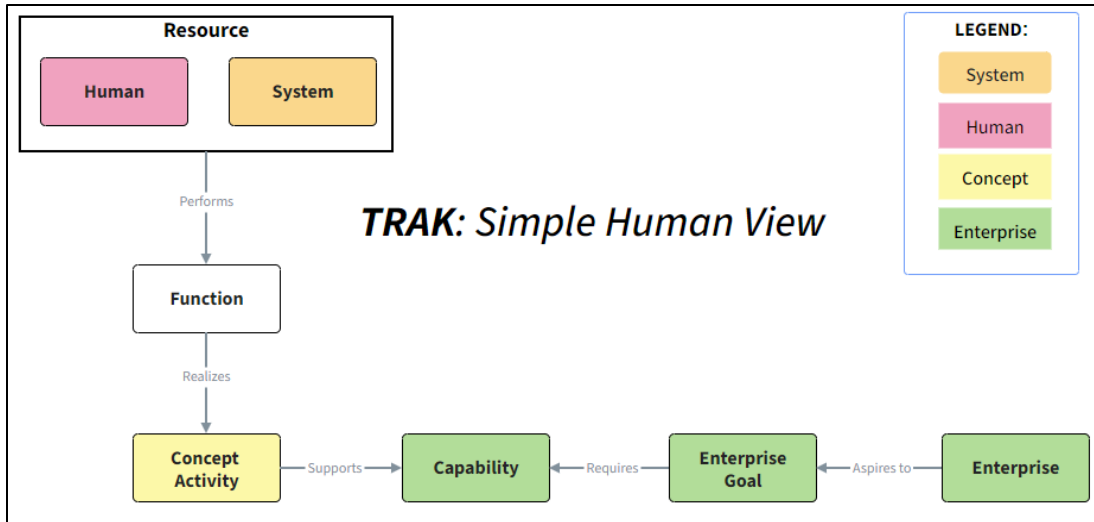 Resource
Human
System
Performs
TRAK: Simple Human View
Function
Realizes
Concept
Activity
Supports
Capability
Requires
Enterprise
Goal
Aspires to
Enterprise
LEGEND:
System
Human
Concept
Enterprise